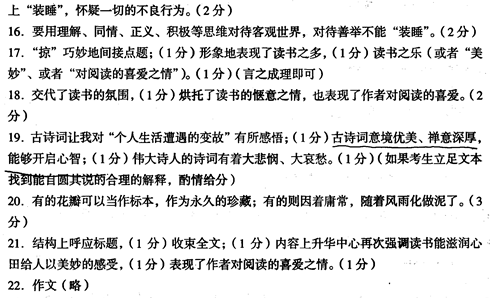 上“装睡”，怀疑一切的不良行为。（2分）
16．要用理解、同情、正义、积极等思维对待客观世界，对待善举不能“装睡”。（2分）
17．“掠”巧妙地间接点题；（1分）形象地表现了读书之多，（1分）读书之乐（或者“美
妙”、或者“对阅读的喜爱之情”）。（1分）（言之成理即可）
18．交代了读书的氛围，（1分）烘托了读书的惬意之情，也表现了作者对阅读的喜爱。（2
分）
19．古诗词让我对“个人生活遭遇的变故”有所感悟；（1分）古诗词意境优美、禅意深厚，
能够开启心智；（1分）伟大诗人的诗词有着大悲悯、大哀愁。（1分）（如果考生立足文本
找到能自圆其说的合理的解释，酌情给分）
20．有的花瓣可以当作标本，作为永久的珍藏；有的则因着庸常，随着风雨化做泥了。（3
分）
21．结构上呼应标题，（1分）收束全文；（1分）内容上升华中心再次强调读书能滋润心
田给人以美妙的感受，（1分）表现了作者对阅读的喜爱之情。（1分）
22．作文（略）